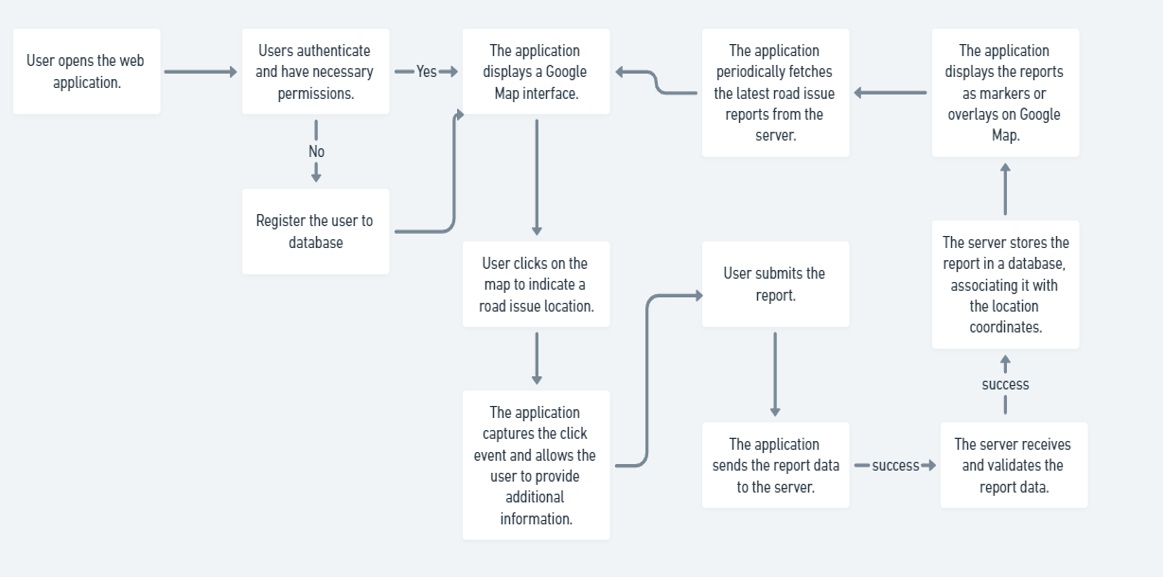 User opens the web
application.
Users authenticate
and have necessary
permissions.
Yes
The application
displays a Google
Map interface.
The application
periodically fetches
the latest road issue
reports from the
server.
The application
displays the reports
as markers or
overlays on Google
Map.
No
Register the user to
database
User clicks on the
map to indicate a
road issue location.
User submits the
report.
The server stores the
report in a database,
associating it with
the location
coordinates.
success
The application
captures the click
event and allows the
user to provide
additional
information.
The application
sends the report data
to the server.
success
The server receives
and validates the
report data.